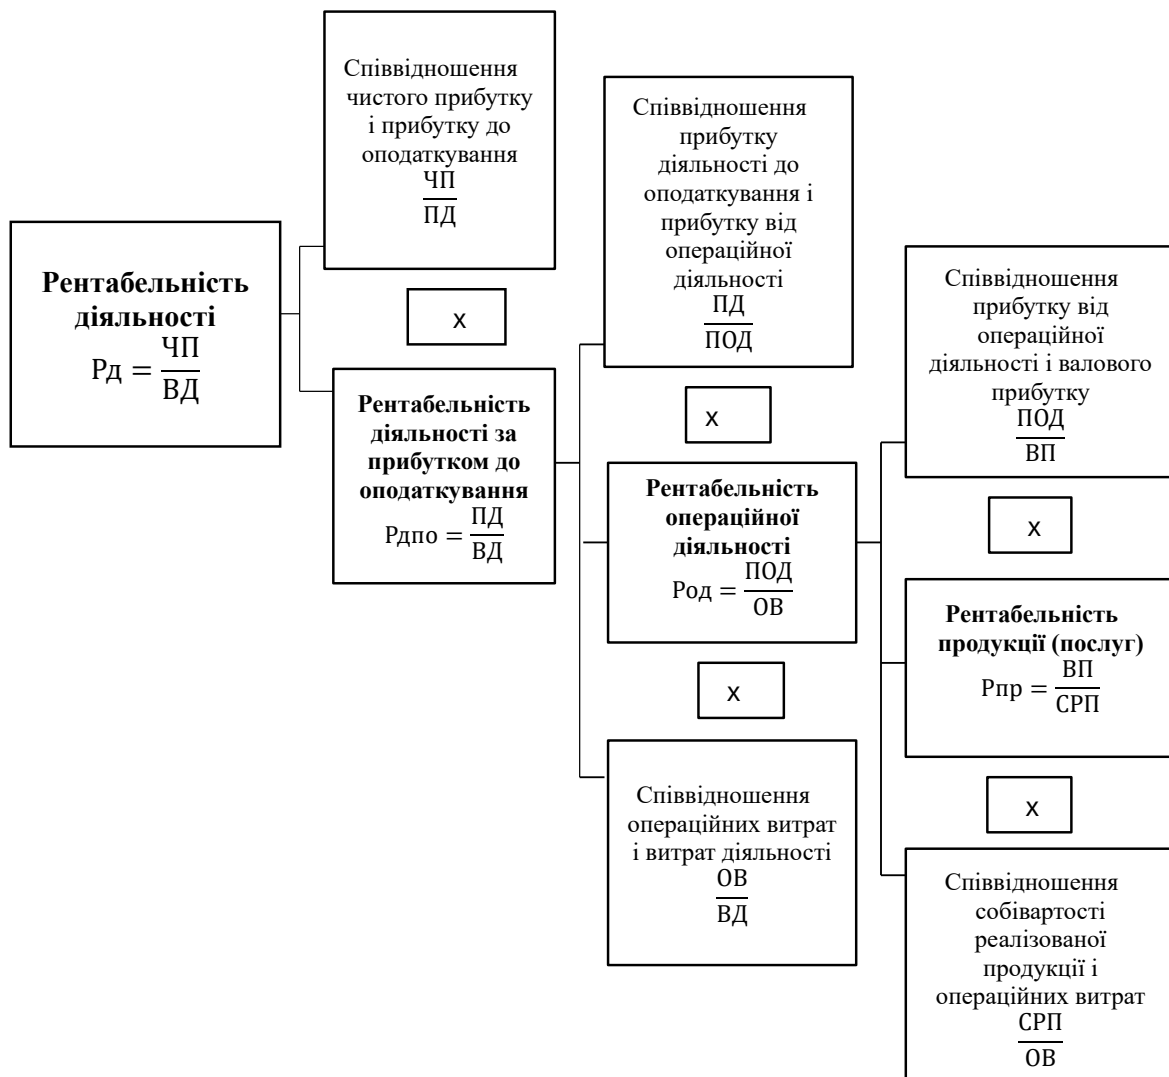 Рентабельність
діяльності
Рд = ЧП/ВД
Співвідношення
чистого прибутку
і прибутку до
оподаткування
ЧП/ПД
х
Рентабельність
діяльності за
прибутком до
оподаткування
Рдпо = ПД/ВД
Співвідношення
прибутку
діяльності до
оподаткування і
прибутку від
операційної
діяльності
ПД/ПОД
х
Рентабельність
операційної
діяльності
Род = ПОД/ОВ
х
Співвідношення
операційних витрат
і витрат діяльності
ОВ/ВД
Співвідношення
прибутку від
операційної
діяльності і валового
прибутку
ПОД/ВП
х
Рентабельність
продукції (послуг)
Рпр = ВП/СРП
х
Співвідношення
собівартості
реалізованої
продукції і
операційних витрат
СРП/ОВ